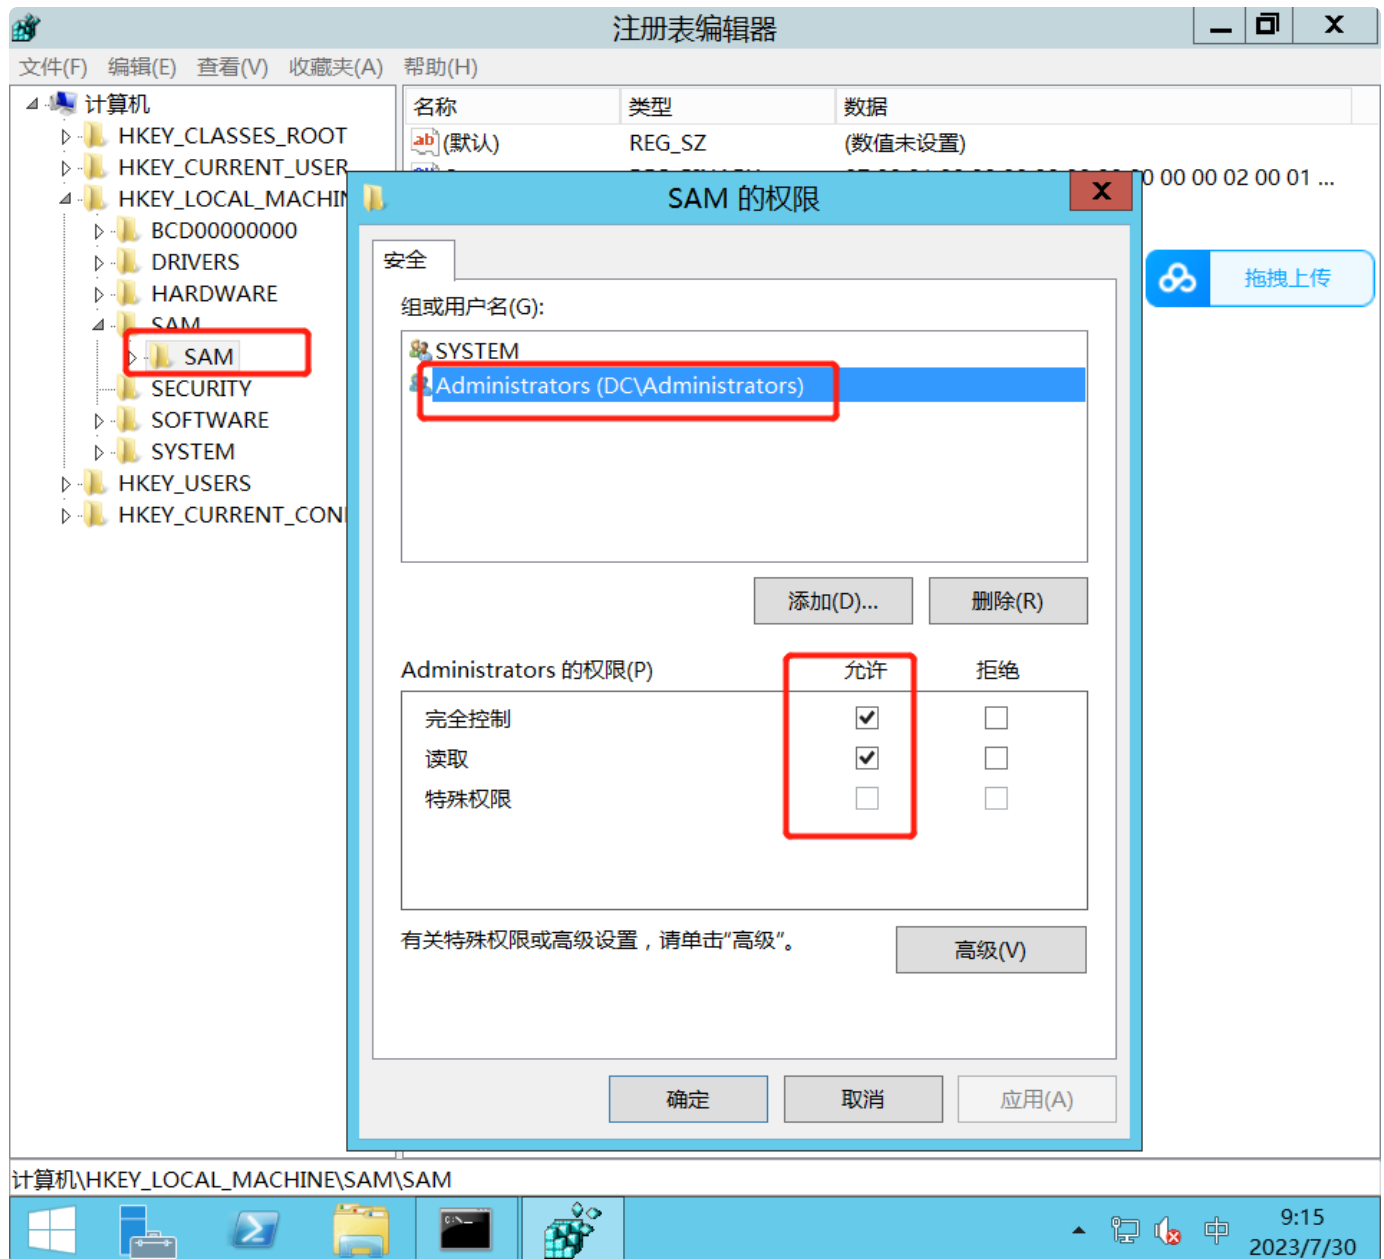 注册表编辑器
文件(F) 编辑(E) 查看(V) 收藏夹(A) 帮助(H)
计算机
HKEY_CLASSES_ROOT
HKEY_CURRENT_USER
HKEY_LOCAL_MACHIN
BCD00000000
DRIVERS
HARDWARE
SAM
SAM
SECURITY
SOFTWARE
SYSTEM
HKEY_USERS
HKEY_CURRENT_CON
名称 类型 数据
ab (默认) REG_SZ (数值未设置)
00 00 02 00 01 ...
SAM 的权限
安全
组或用户名(G):
SYSTEM
Administrators (DC\Administrators)
添加(D)... 删除(R)
Administrators 的权限(P) 允许 拒绝
完全控制
读取
特殊权限
有关特殊权限或高级设置，请单击"高级"。
高级(V)
确定 取消 应用(A)
拖拽上传
计算机\HKEY_LOCAL_MACHINE\SAM\SAM
中
9:15
2023/7/30